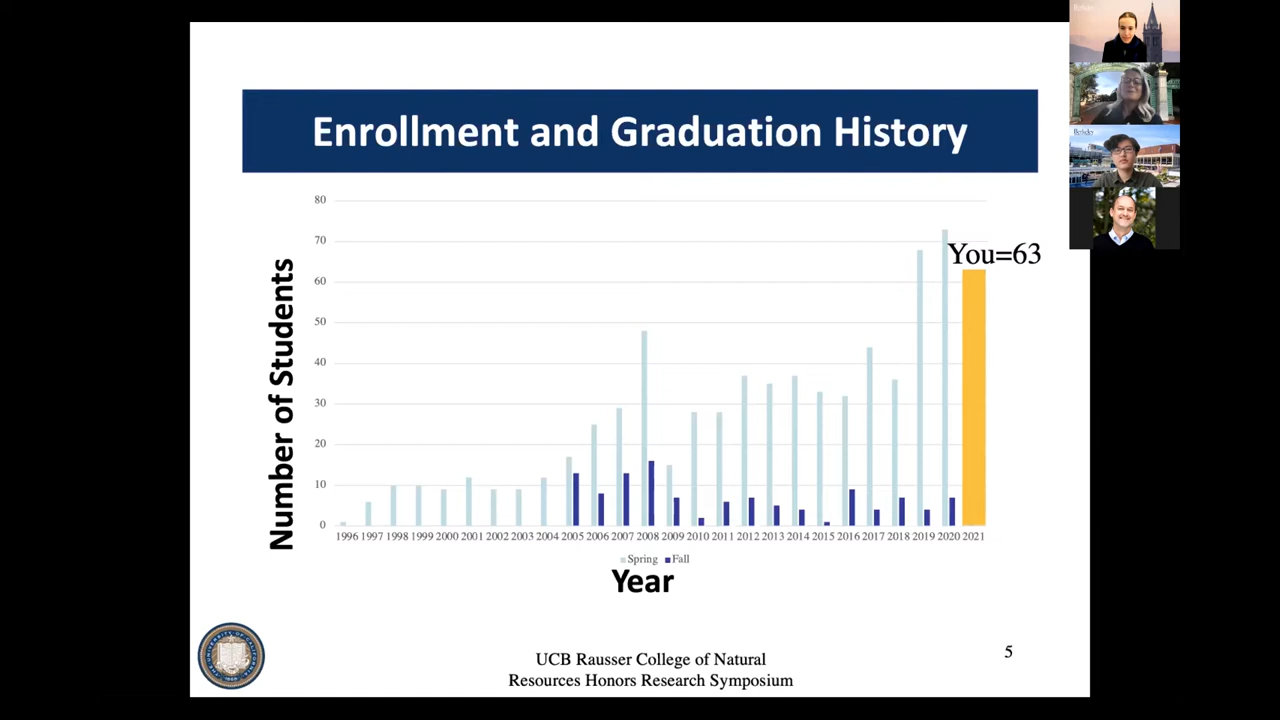 Enrollment and Graduation History
80
70
60
50
40
30
20
10
0
Number of Students
You=63
1996 1997 1998 1999 2000 2001 2002 2003 2004 2005 2006 2007 2008 2009 2010 2011 2012 2013 2014 2015 2016 2017 2018 2019 2020 2021
Spring Fall
Year
UCB Rausser College of Natural
Resources Honors Research Symposium
5
Berkeley